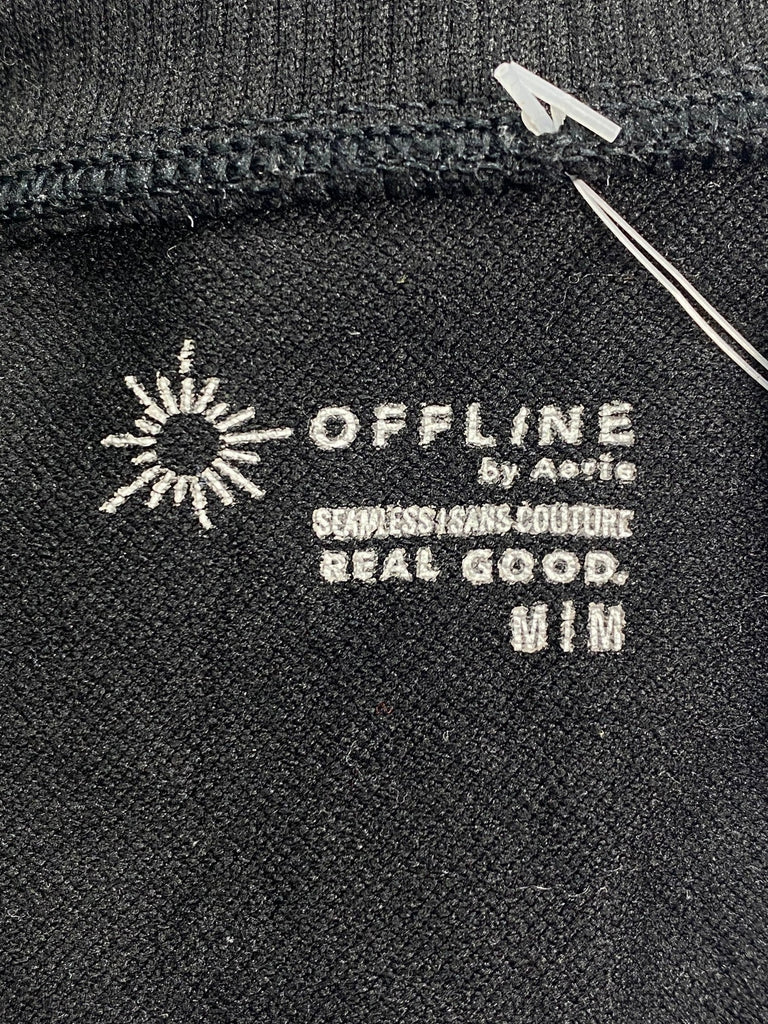 OFFLINE
by Aerie
SEAMLESS | SANS COUTURE
REAL GOOD.
M | M